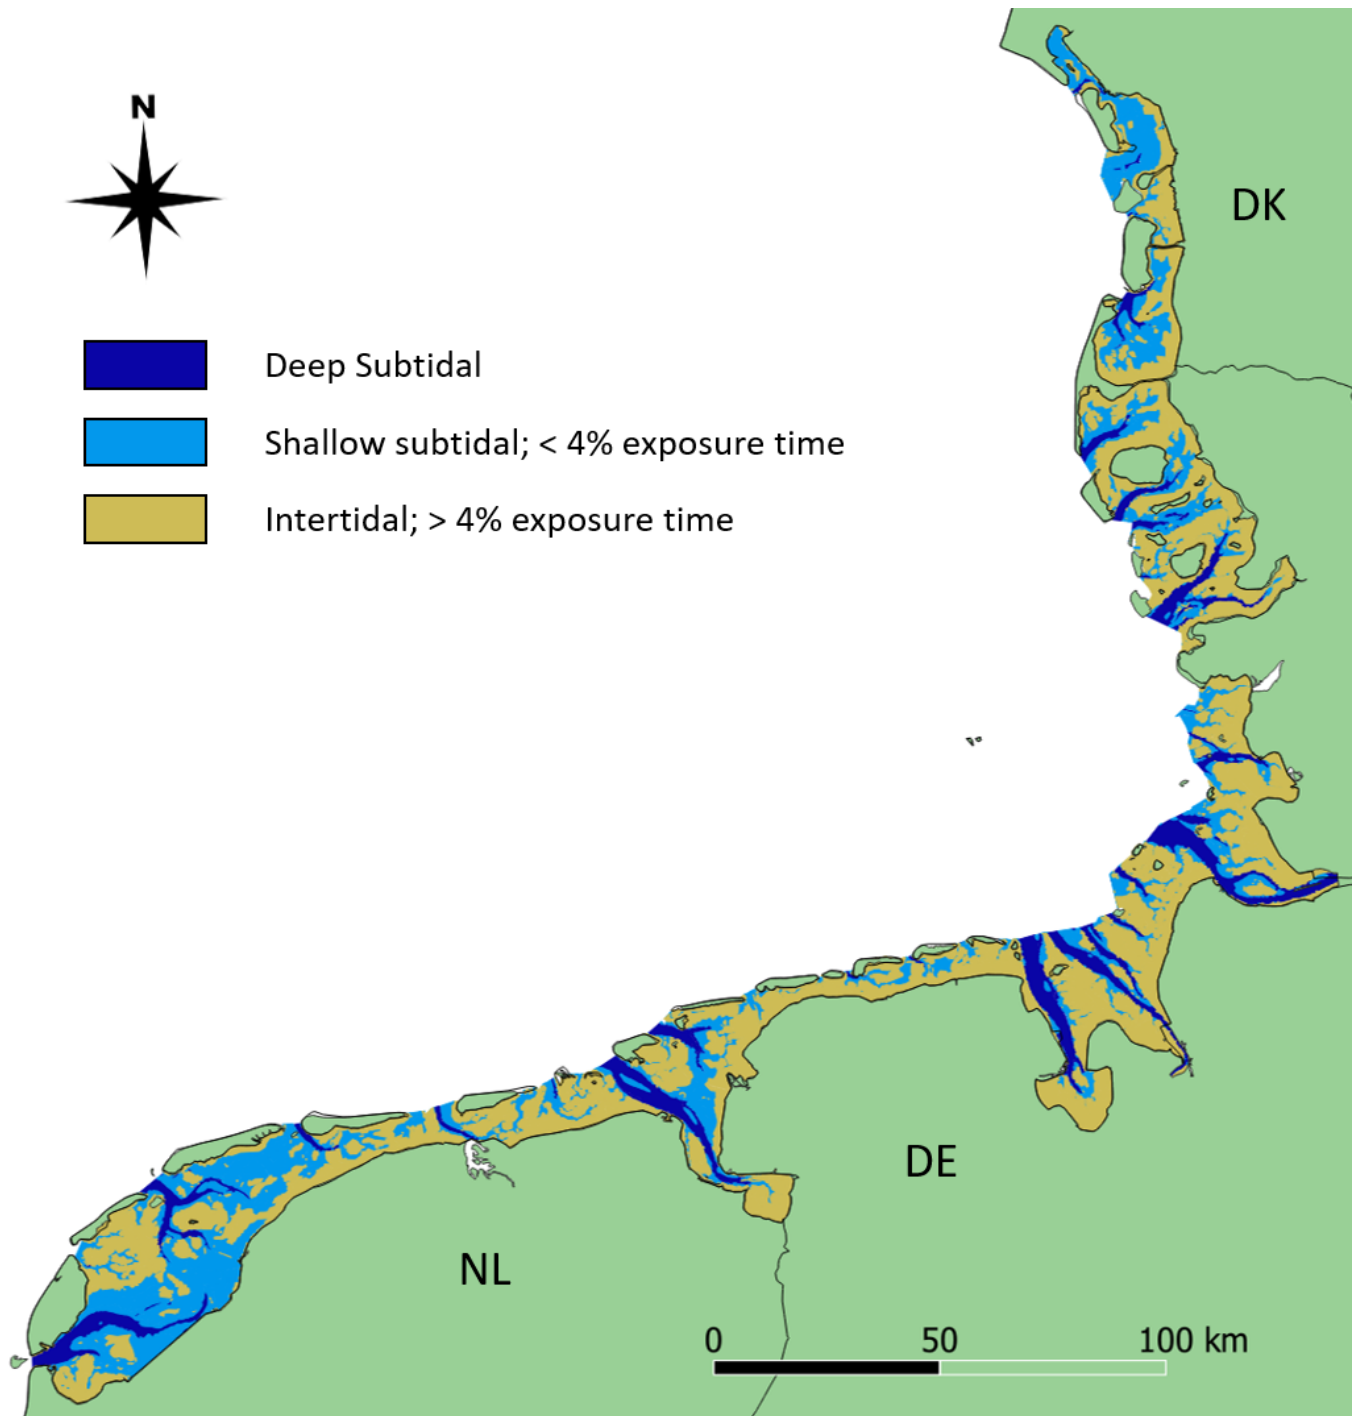 N
DK
Deep Subtidal
Shallow subtidal; < 4% exposure time
Intertidal; > 4% exposure time
DE
NL
0 50 100 km